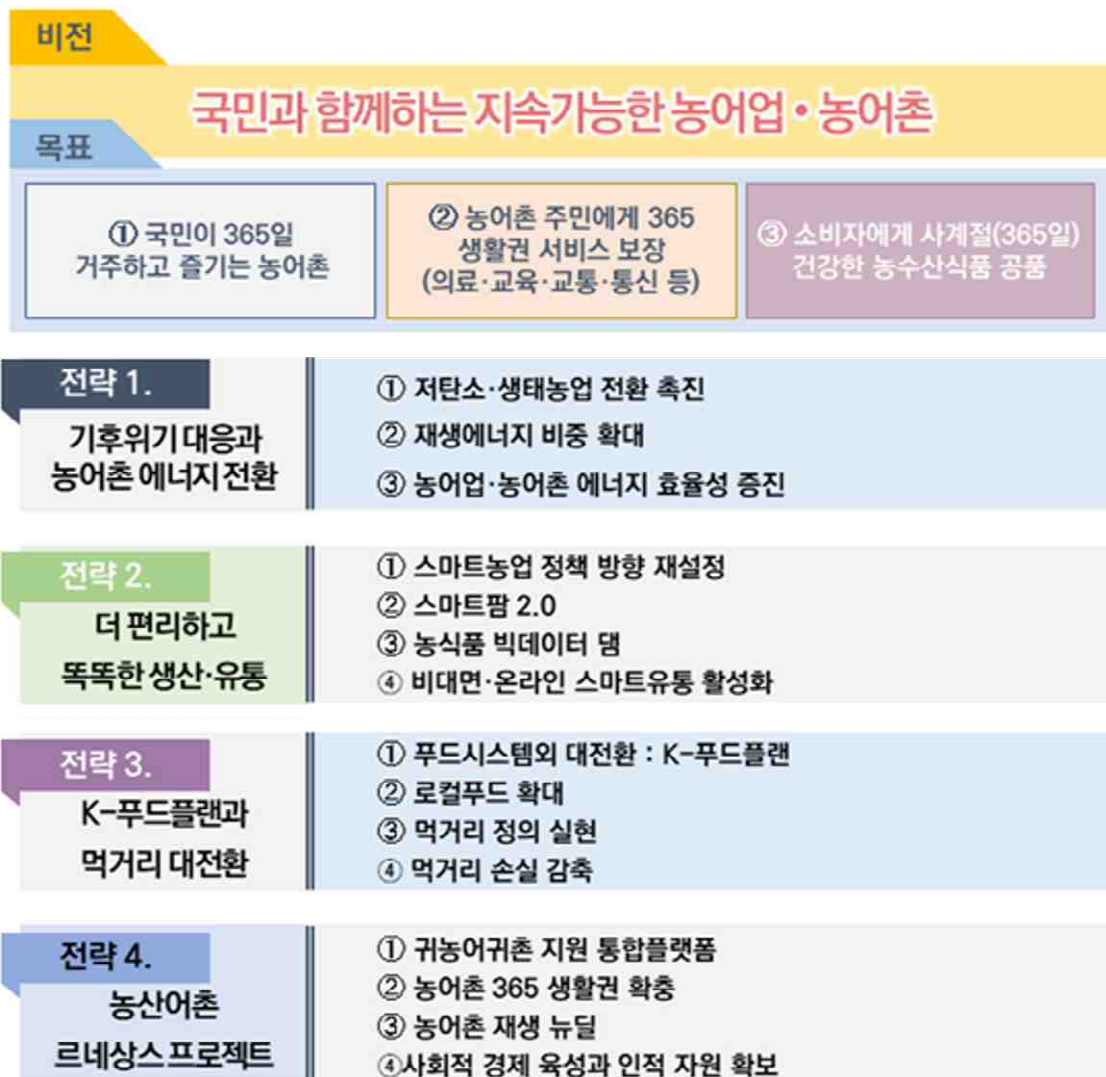 비전
국민과 함께하는 지속가능한 농어업·농어촌
목표
① 국민이 365일
거주하고 즐기는 농어촌
② 농어촌 주민에게 365
생활권 서비스 보장
(의료·교육·교통·통신 등)
③ 소비자에게 사계절(365일)
건강한 농수산식품 공품
전략 1.
기후위기 대응과
농어촌 에너지 전환
① 저탄소·생태농업 전환 촉진
② 재생에너지 비중 확대
③ 농어업·농어촌 에너지 효율성 증진
전략 2.
더 편리하고
똑똑한 생산·유통
① 스마트농업 정책 방향 재설정
② 스마트팜 2.0
③ 농식품 빅데이터 댐
④ 비대면·온라인 스마트유통 활성화
전략 3.
K-푸드플랜과
먹거리 대전환
① 푸드시스템외 대전환 : K-푸드플랜
② 로컬푸드 확대
③ 먹거리 정의 실현
④ 먹거리 손실 감축
전략 4.
농산어촌
르네상스 프로젝트
① 귀농어귀촌 지원 통합플랫폼
② 농어촌 365 생활권 확충
③ 농어촌 재생 뉴딜
④사회적 경제 육성과 인적 자원 확보